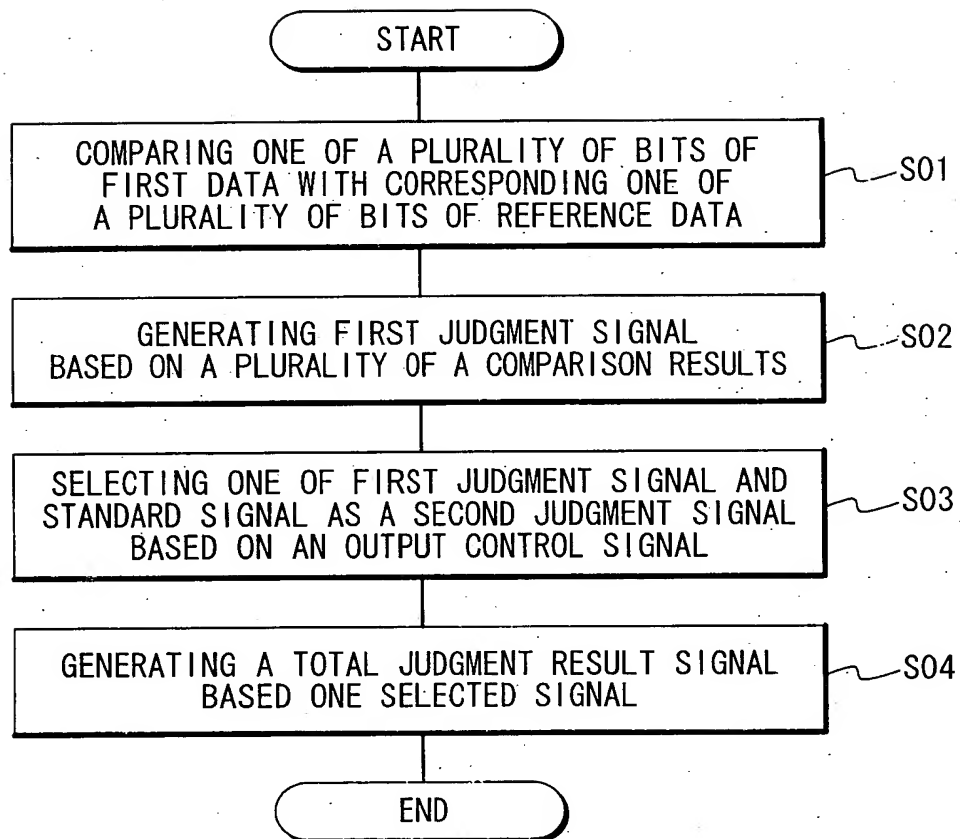 START
COMPARING ONE OF A PLURALITY OF BITS OF
FIRST DATA WITH CORRESPONDING ONE OF
A PLURALITY OF BITS OF REFERENCE DATA
S01
GENERATING FIRST JUDGMENT SIGNAL
BASED ON A PLURALITY OF A COMPARISON RESULTS
S02
SELECTING ONE OF FIRST JUDGMENT SIGNAL AND
STANDARD SIGNAL AS A SECOND JUDGMENT SIGNAL
BASED ON AN OUTPUT CONTROL SIGNAL
S03
GENERATING A TOTAL JUDGMENT RESULT SIGNAL
BASED ONE SELECTED SIGNAL
S04
END